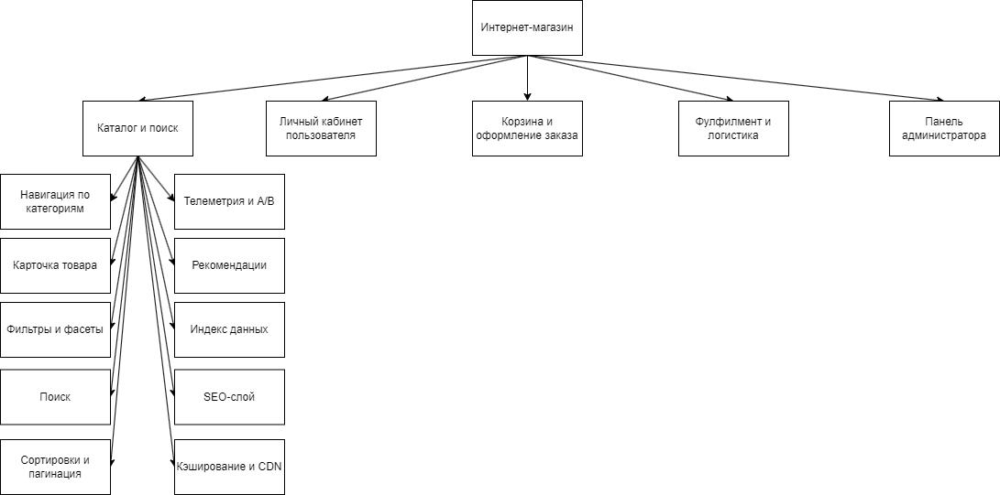 Интернет-магазин
Каталог и поиск
Личный кабинет
пользователя
Корзина и
оформление заказа
Фулфилмент и
логистика
Панель
администратора
Навигация по
категориям
Телеметрия и A/B
Карточка товара
Рекомендации
Фильтры и фасеты
Индекс данных
Поиск
SEO-слой
Сортировки и
пагинация
Кэширование и CDN